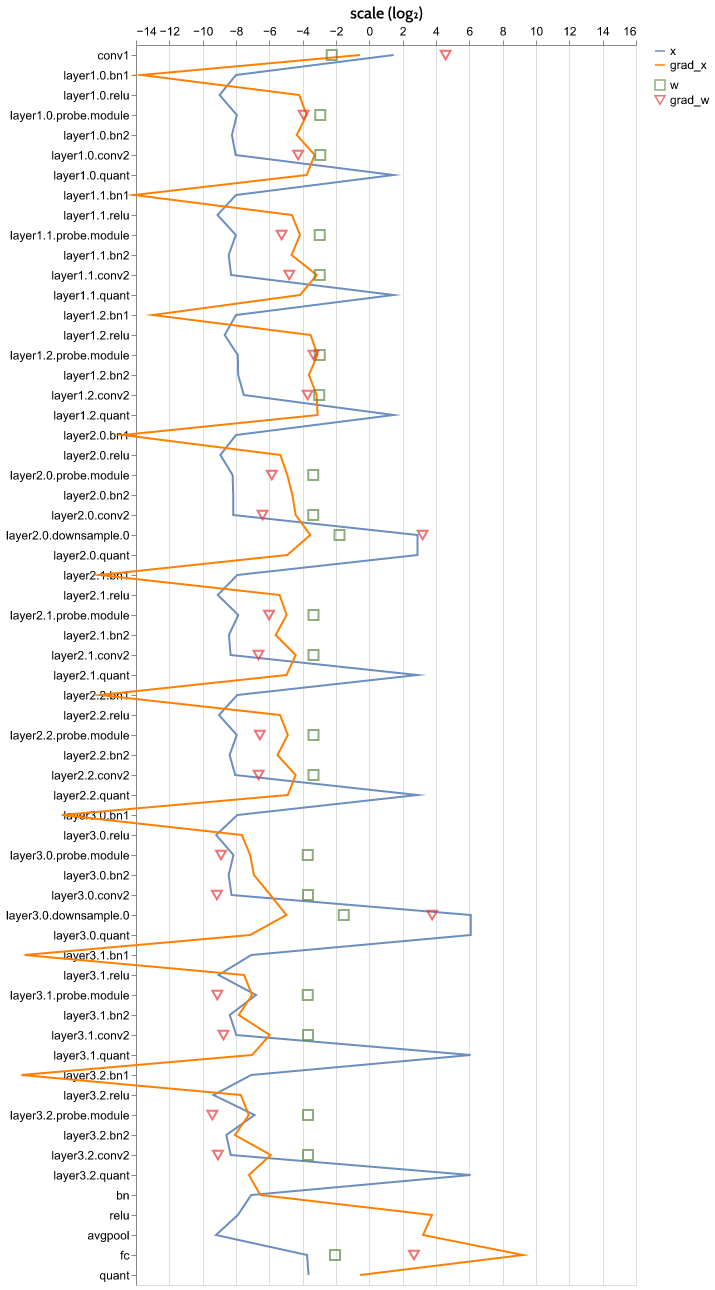 scale (log₂)
−14 −12 −10 −8 −6 −4 −2 0 2 4 6 8 10 12 14 16
x
grad_x
w
grad_w
conv1
layer1.0.bn1
layer1.0.relu
layer1.0.probe.module
layer1.0.bn2
layer1.0.conv2
layer1.0.quant
layer1.1.bn1
layer1.1.relu
layer1.1.probe.module
layer1.1.bn2
layer1.1.conv2
layer1.1.quant
layer1.2.bn1
layer1.2.relu
layer1.2.probe.module
layer1.2.bn2
layer1.2.conv2
layer1.2.quant
layer2.0.bn1
layer2.0.relu
layer2.0.probe.module
layer2.0.bn2
layer2.0.conv2
layer2.0.downsample.0
layer2.0.quant
layer2.1.bn1
layer2.1.relu
layer2.1.probe.module
layer2.1.bn2
layer2.1.conv2
layer2.1.quant
layer2.2.bn1
layer2.2.relu
layer2.2.probe.module
layer2.2.bn2
layer2.2.conv2
layer2.2.quant
layer3.0.bn1
layer3.0.relu
layer3.0.probe.module
layer3.0.bn2
layer3.0.conv2
layer3.0.downsample.0
layer3.0.quant
layer3.1.bn1
layer3.1.relu
layer3.1.probe.module
layer3.1.bn2
layer3.1.conv2
layer3.1.quant
layer3.2.bn1
layer3.2.relu
layer3.2.probe.module
layer3.2.bn2
layer3.2.conv2
layer3.2.quant
bn
relu
avgpool
fc
quant